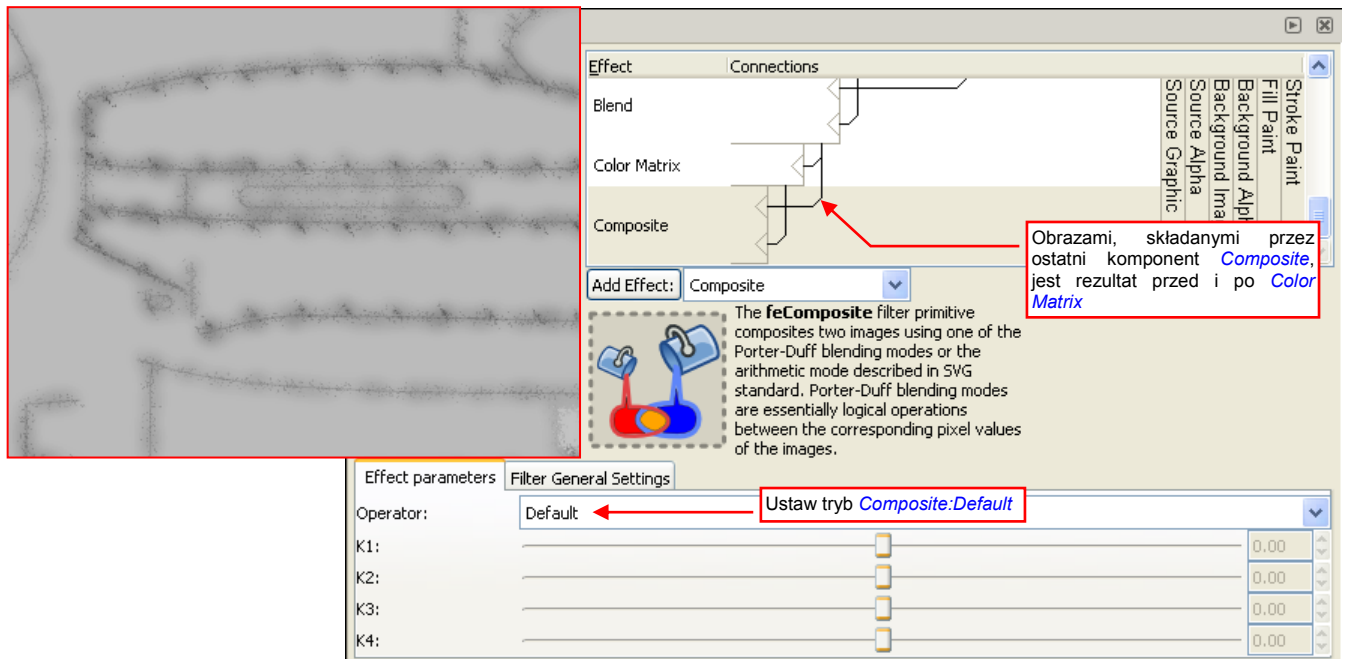 Effect Connections
Blend
Color Matrix
Composite
Source Graphic
Source Alpha
Background Ima
Background Alph
Fill Paint
Stroke Paint
Obrazami, składanymi przez
ostatni komponent Composite,
jest rezultat przed i po Color
Matrix
Add Effect: Composite
The feComposite filter primitive
composites two images using one of the
Porter-Duff blending modes or the
arithmetic mode described in SVG
standard. Porter-Duff blending modes
are essentially logical operations
between the corresponding pixel values
of the images.
Effect parameters Filter General Settings
Ustaw tryb Composite:Default
Operator: Default
K1: 0.00
K2: 0.00
K3: 0.00
K4: 0.00